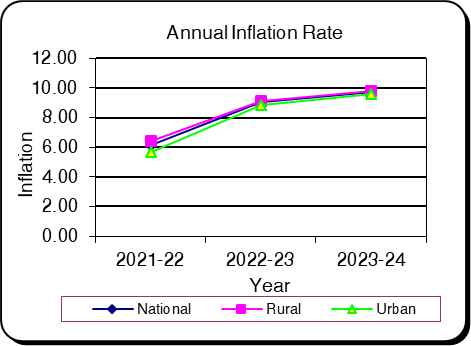 Annual Inflation Rate
12.00
10.00
8.00
6.00
4.00
2.00
0.00
Inflation
2021-22 2022-23 2023-24
Year
National Rural Urban